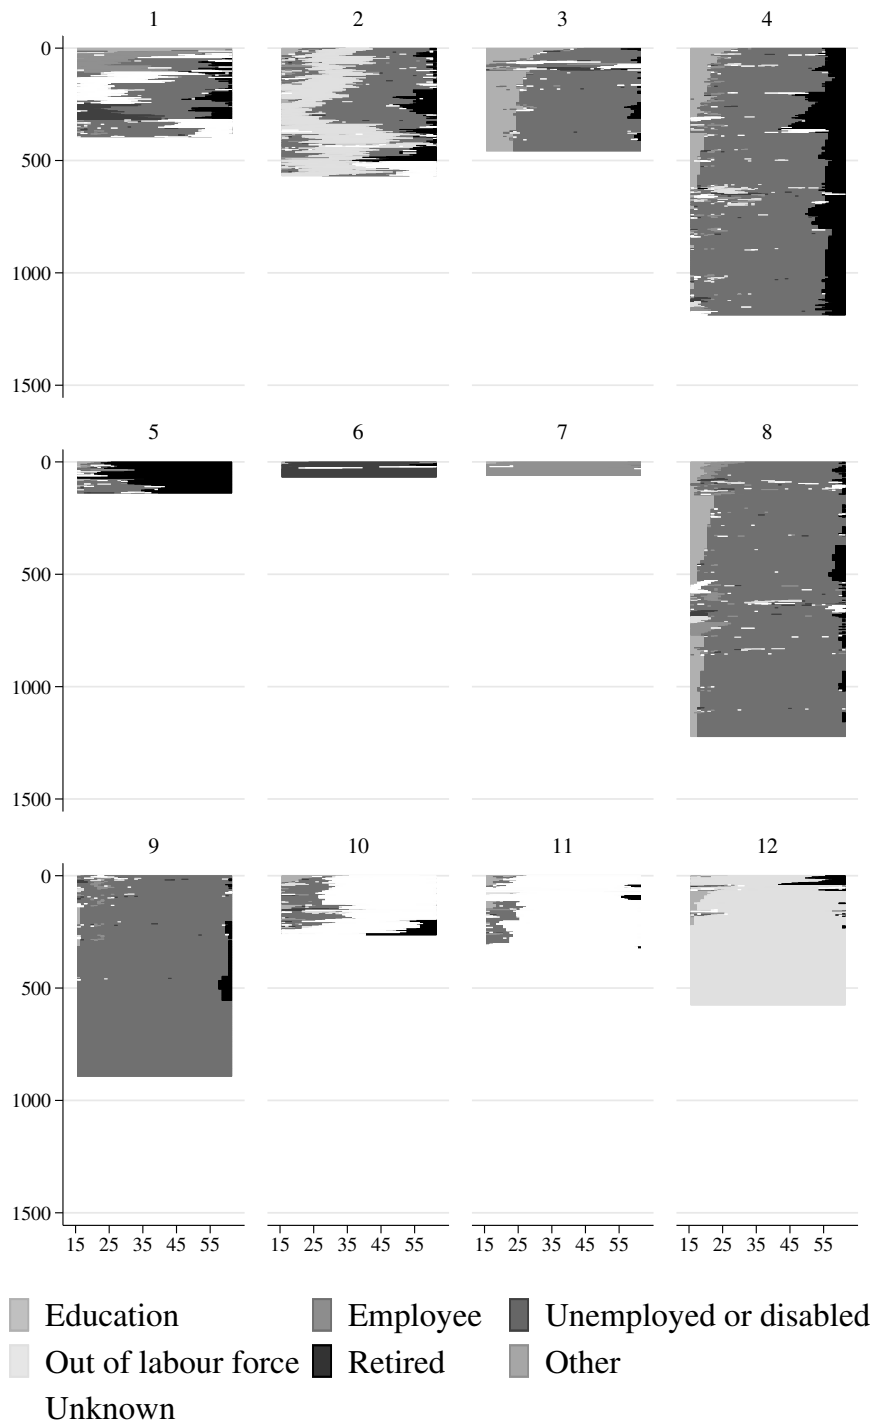 1 2 3 4
0
500
1000
1500
5 6 7 8
0
500
1000
1500
9 10 11 12
0
500
1000
1500
15 25 35 45 55 15 25 35 45 55 15 25 35 45 55 15 25 35 45 55
Education Employee Unemployed or disabled
Out of labour force Retired Other
Unknown